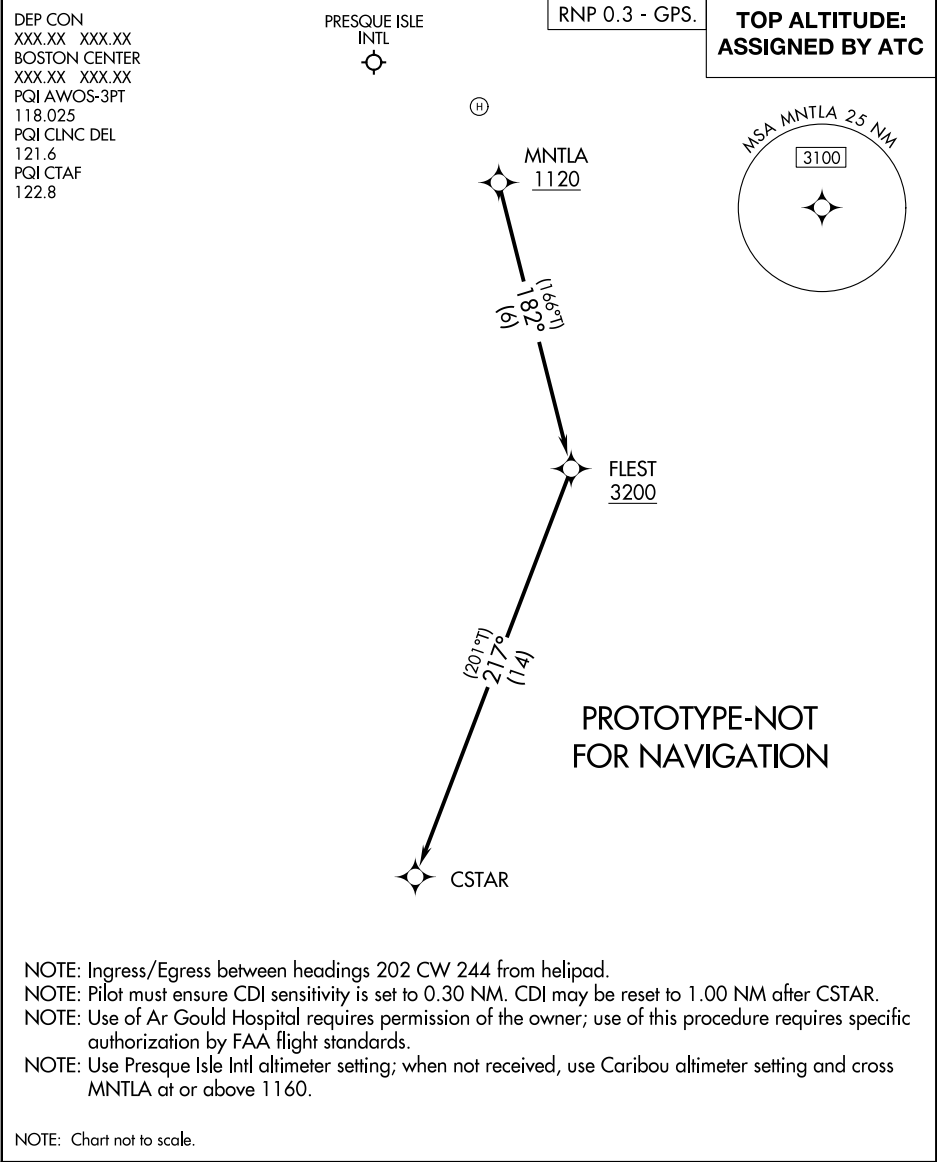 DEP CON
XXX.XX XXX.XX
BOSTON CENTER
XXX.XX XXX.XX
PQI AWOS-3PT
118.025
PQI CLNC DEL
121.6
PQI CTAF
122.8
PRESQUE ISLE
INTL
RNP 0.3 - GPS.
TOP ALTITUDE:
ASSIGNED BY ATC
H
MSA MNTLA 25 NM
3100
MNTLA
1120
(166°T)
182°
(6)
FLEST
3200
(201°T)
217°
(14)
PROTOTYPE-NOT
FOR NAVIGATION
CSTAR
NOTE: Ingress/Egress between headings 202 CW 244 from helipad.
NOTE: Pilot must ensure CDI sensitivity is set to 0.30 NM. CDI may be reset to 1.00 NM after CSTAR.
NOTE: Use of Ar Gould Hospital requires permission of the owner; use of this procedure requires specific
authorization by FAA flight standards.
NOTE: Use Presque Isle Intl altimeter setting; when not received, use Caribou altimeter setting and cross
MNTLA at or above 1160.
NOTE: Chart not to scale.